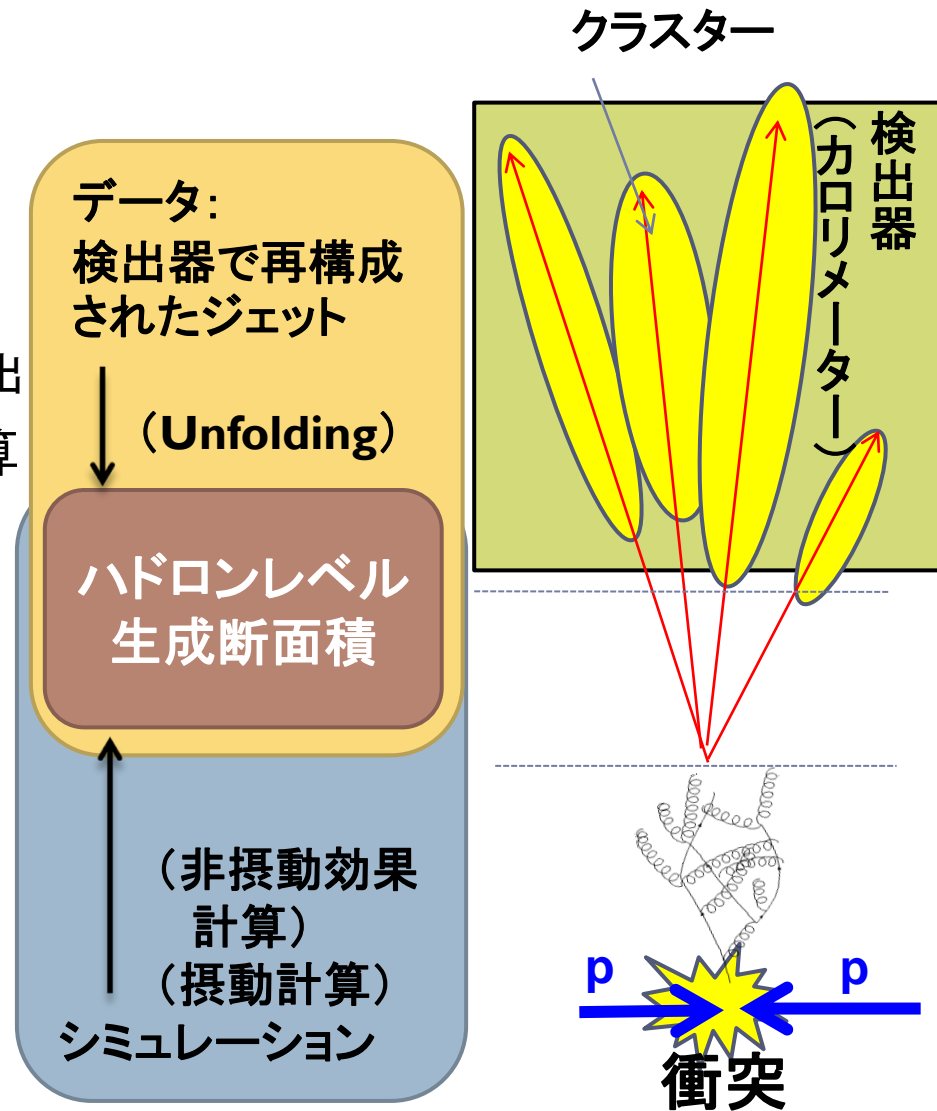 クラスター
データ：
検出器で再構成
されたジェット
出
算
（Unfolding）
ハドロンレベル
生成断面積
（非摂動効果
計算）
（摂動計算）
シミュレーション
検出器
（カロリメーター）
p
p
衝突